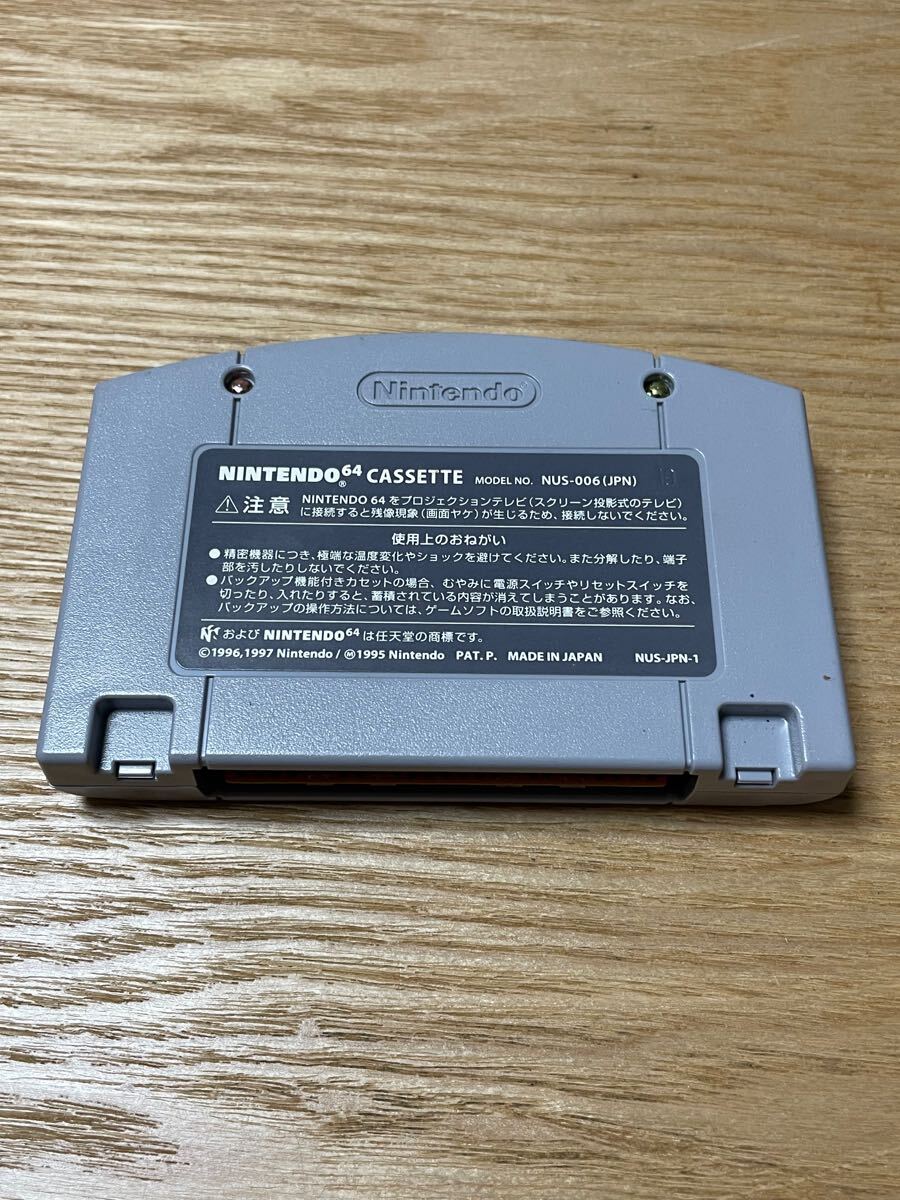 Nintendo®
NINTENDO64® CASSETTE MODEL NO. NUS-006(JPN)
⚠注意 NINTENDO 64をプロジェクションテレビ(スクリーン投影式のテレビ)
に接続すると残像現象(画面ヤケ)が生じるため、接続しないでください。
使用上のおねがい
●精密機器につき、極端な温度変化やショックを避けてください。また分解したり、端子
部を汚したりしないでください。
●バックアップ機能付きカセットの場合、むやみに電源スイッチやリセットスイッチを
切ったり、入れたりすると、蓄積されている内容が消えてしまうことがあります。なお、
バックアップの操作方法については、ゲームソフトの取扱説明書をご参照ください。
および NINTENDO64 は任天堂の商標です。
©1996,1997 Nintendo/Ⓜ1995 Nintendo PAT.P. MADE IN JAPAN NUS-JPN-1